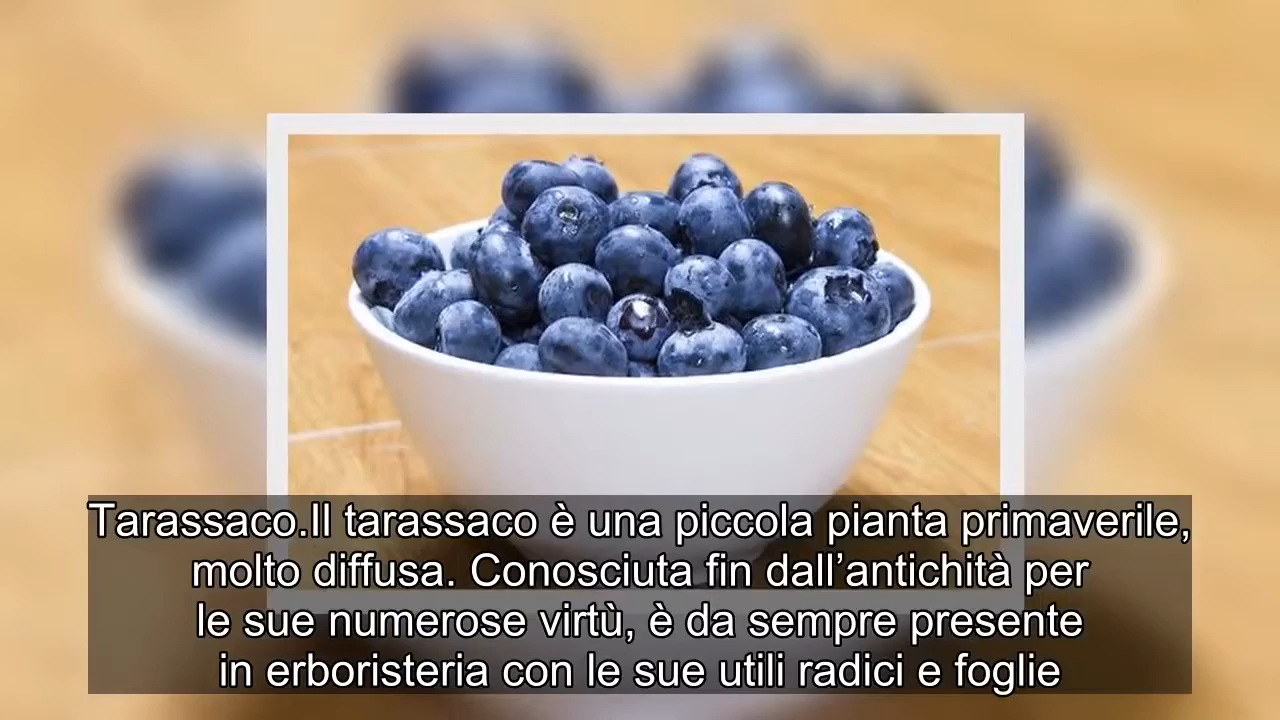 Tarassaco.Il tarassaco è una piccola pianta primaverile,
molto diffusa. Conosciuta fin dall’antichità per
le sue numerose virtù, è da sempre presente
in erboristeria con le sue utili radici e foglie